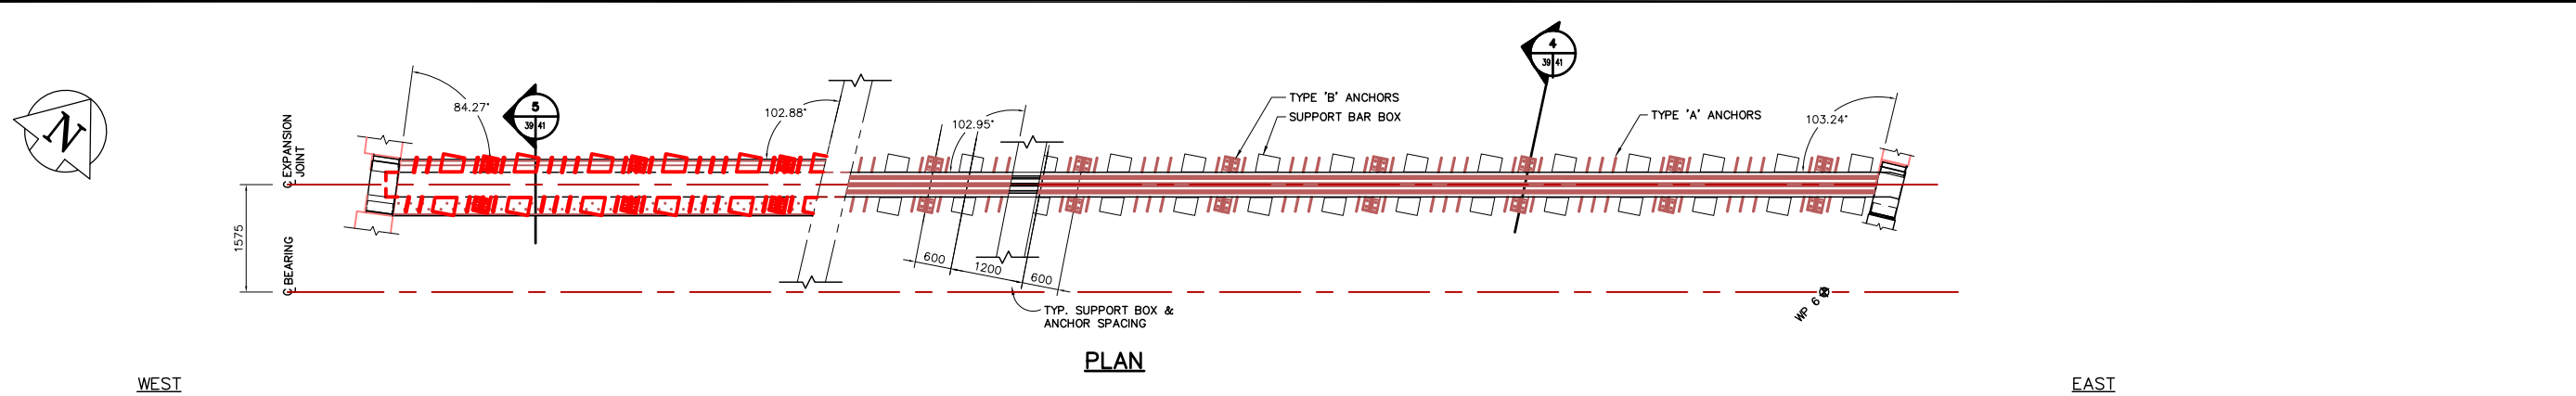 N
84.27°
5
39 41
102.88°
102.95°
TYPE 'B' ANCHORS
SUPPORT BAR BOX
4
39 41
TYPE 'A' ANCHORS
103.24°
℄ EXPANSION
JOINT
1575
℄ BEARING
600
1200
600
TYP. SUPPORT BOX &
ANCHOR SPACING
WP 6
PLAN
WEST
EAST